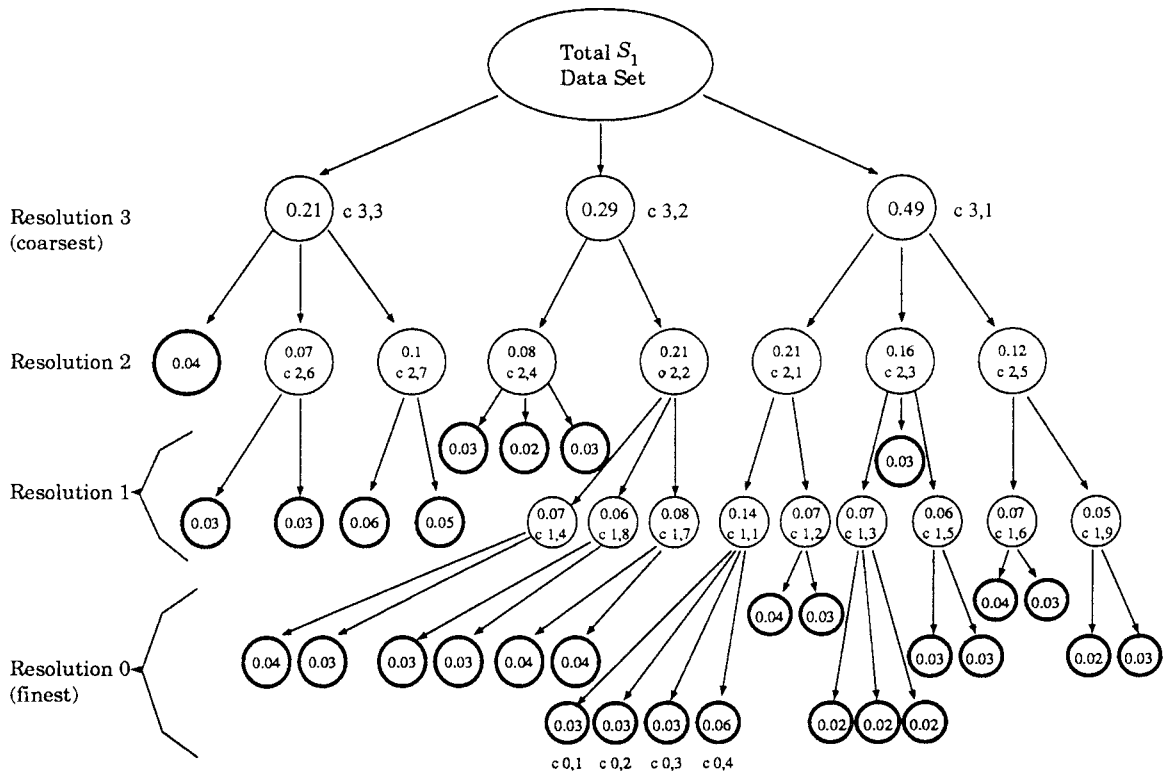 Total S1
Data Set
Resolution 3
(coarsest)
0.21
c 3,3
0.29
c 3,2
0.49
c 3,1
Resolution 2
0.04
0.07
c 2,6
0.1
c 2,7
0.08
c 2,4
0.21
c 2,2
0.21
c 2,1
0.16
c 2,3
0.12
c 2,5
0.03
0.02
0.03
0.03
Resolution 1
0.03
0.03
0.06
0.05
0.07
c 1,4
0.06
c 1,8
0.08
c 1,7
0.14
c 1,1
0.07
c 1,2
0.07
c 1,3
0.06
c 1,5
0.07
c 1,6
0.05
c 1,9
0.04
0.03
0.04
0.03
Resolution 0
(finest)
0.04
0.03
0.03
0.03
0.04
0.04
0.03
0.03
0.02
0.03
0.03
0.03
0.03
0.06
0.02
0.02
0.02
c 0,1
c 0,2
c 0,3
c 0,4